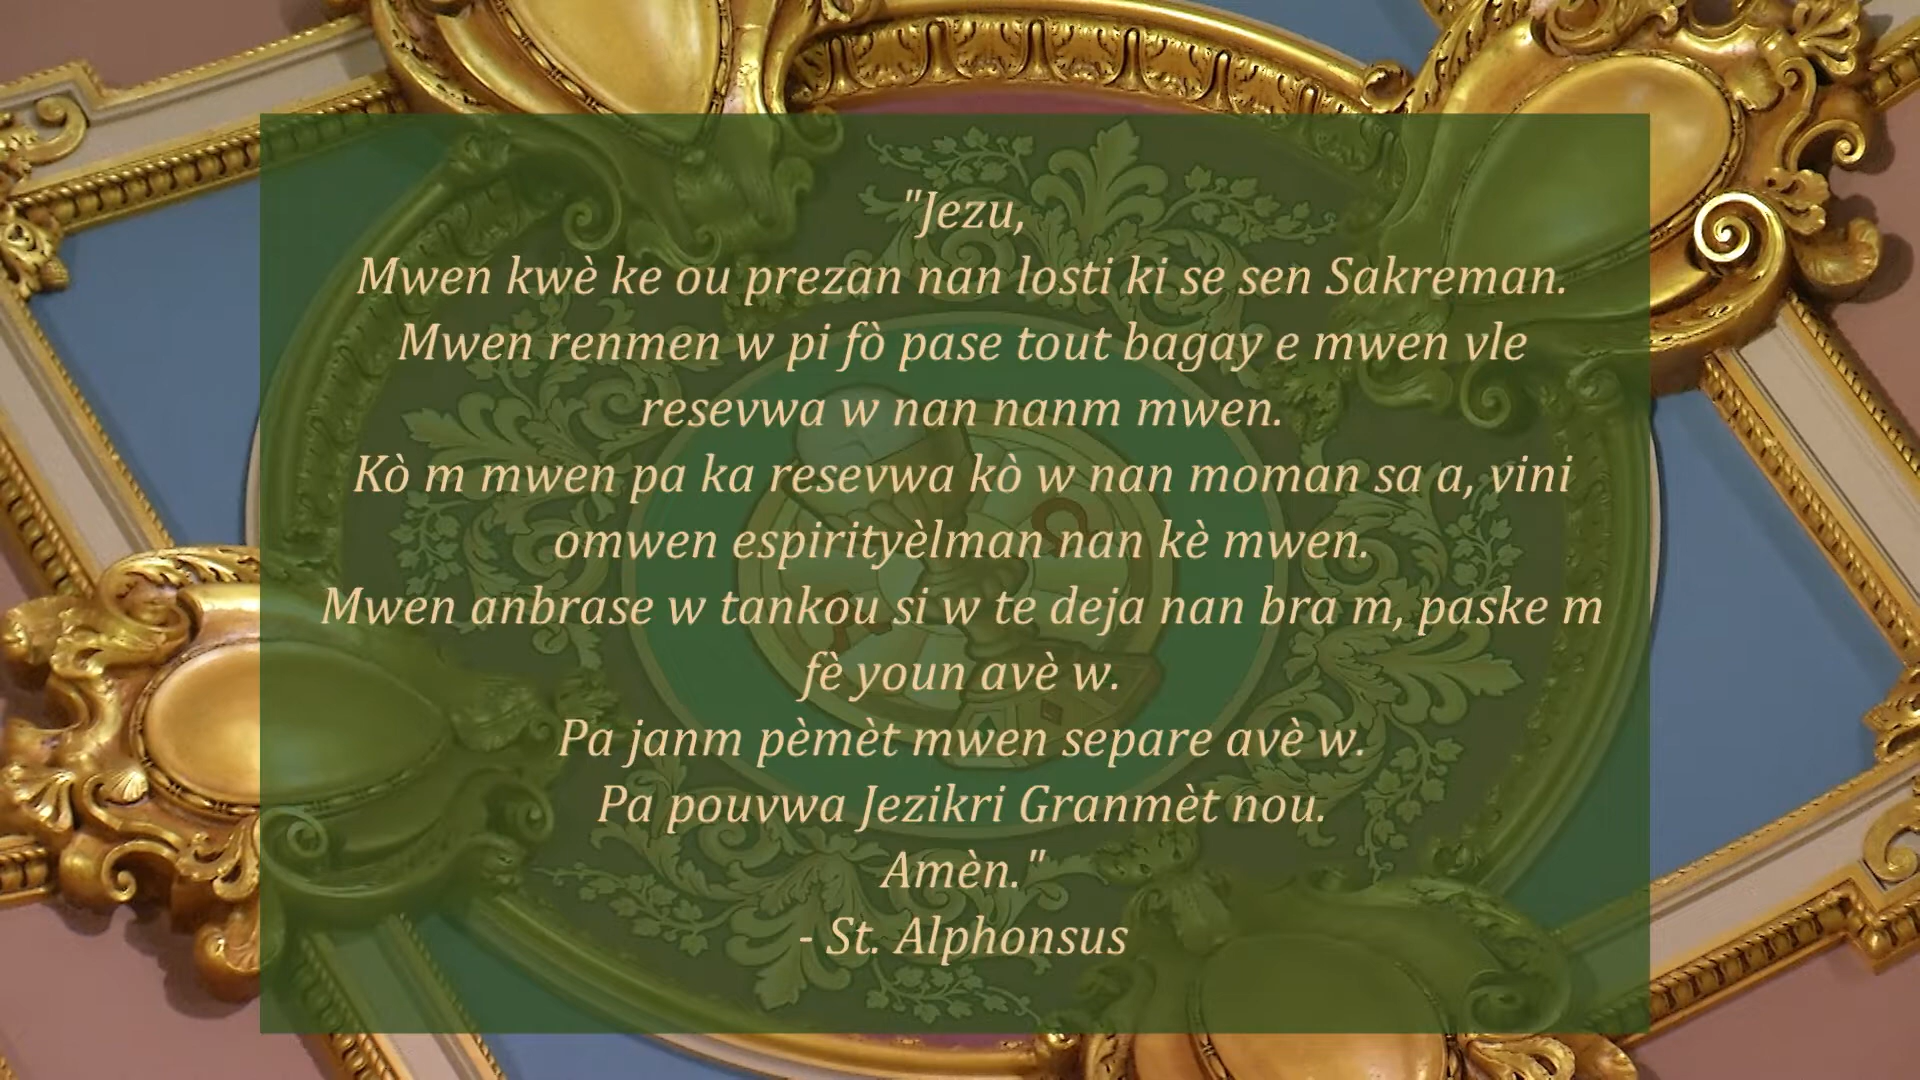 "Jezu,
Mwen kwè ke ou prezan nan losti ki se sen Sakreman.
Mwen renmen w pi fò pase tout bagay e mwen vle
resevwa w nan nanm mwen.
Kò m mwen pa ka resevwa kò w nan moman sa a, vini
omwen espirityèlman nan kè mwen.
Mwen anbrase w tankou si w te deja nan bra m, paske m
fè youn avè w.
Pa janm pèmèt mwen separe avè w.
Pa pouvwa Jezikri Granmèt nou.
Amèn."
- St. Alphonsus